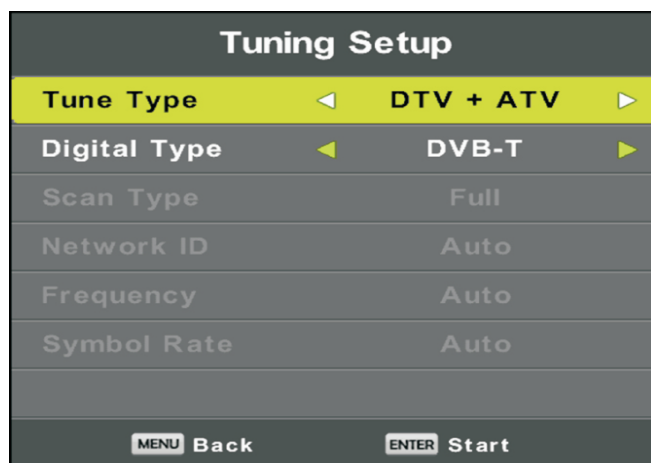 Tuning Setup
Tune Type DTV + ATV
Digital Type DVB-T
Scan Type Full
Network ID Auto
Frequency Auto
Symbol Rate Auto
MENU Back ENTER Start